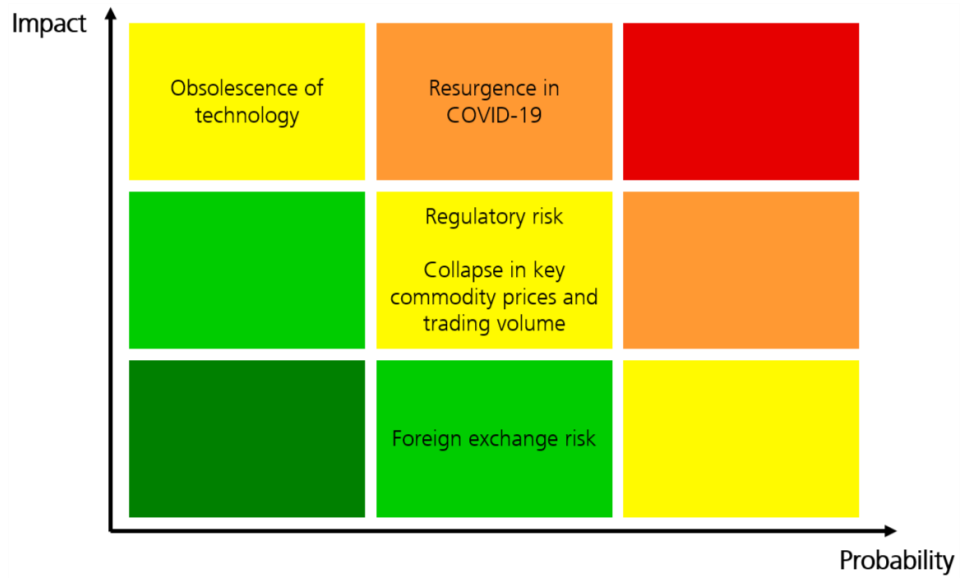 Impact
Obsolescence of
technology
Resurgence in
COVID-19
Regulatory risk
Collapse in key
commodity prices and
trading volume
Foreign exchange risk
Probability